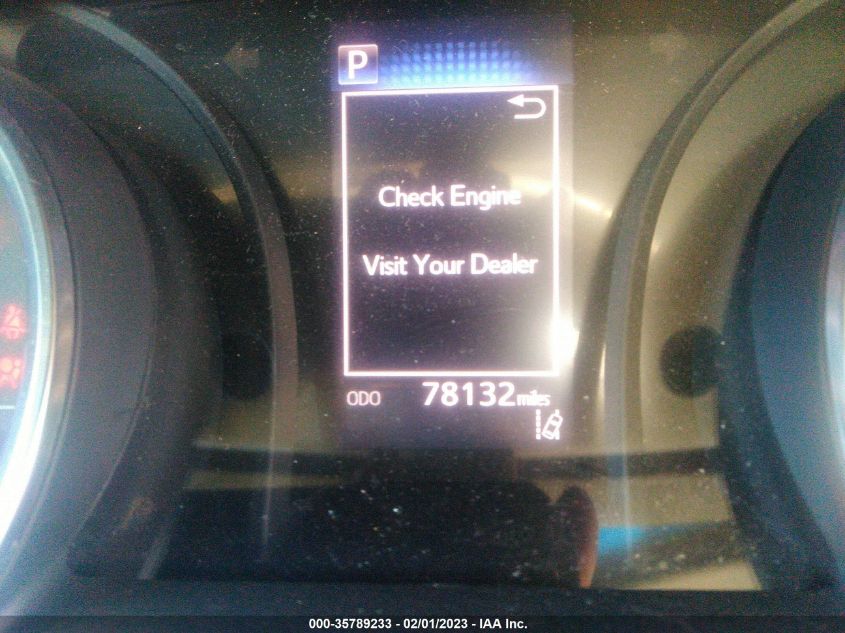 P
Check Engine
Visit Your Dealer
ODO 78132 miles
000-35789233 - 02/01/2023 - IAA Inc.